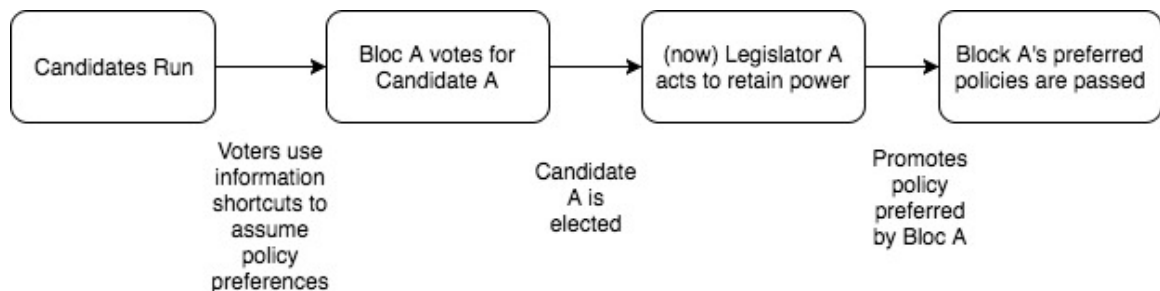 Candidates Run
Bloc A votes for
Candidate A
(now) Legislator A
acts to retain power
Block A's preferred
policies are passed
Voters use
information
shortcuts to
assume
policy
preferences
Candidate
A is
elected
Promotes
policy
preferred
by Bloc A